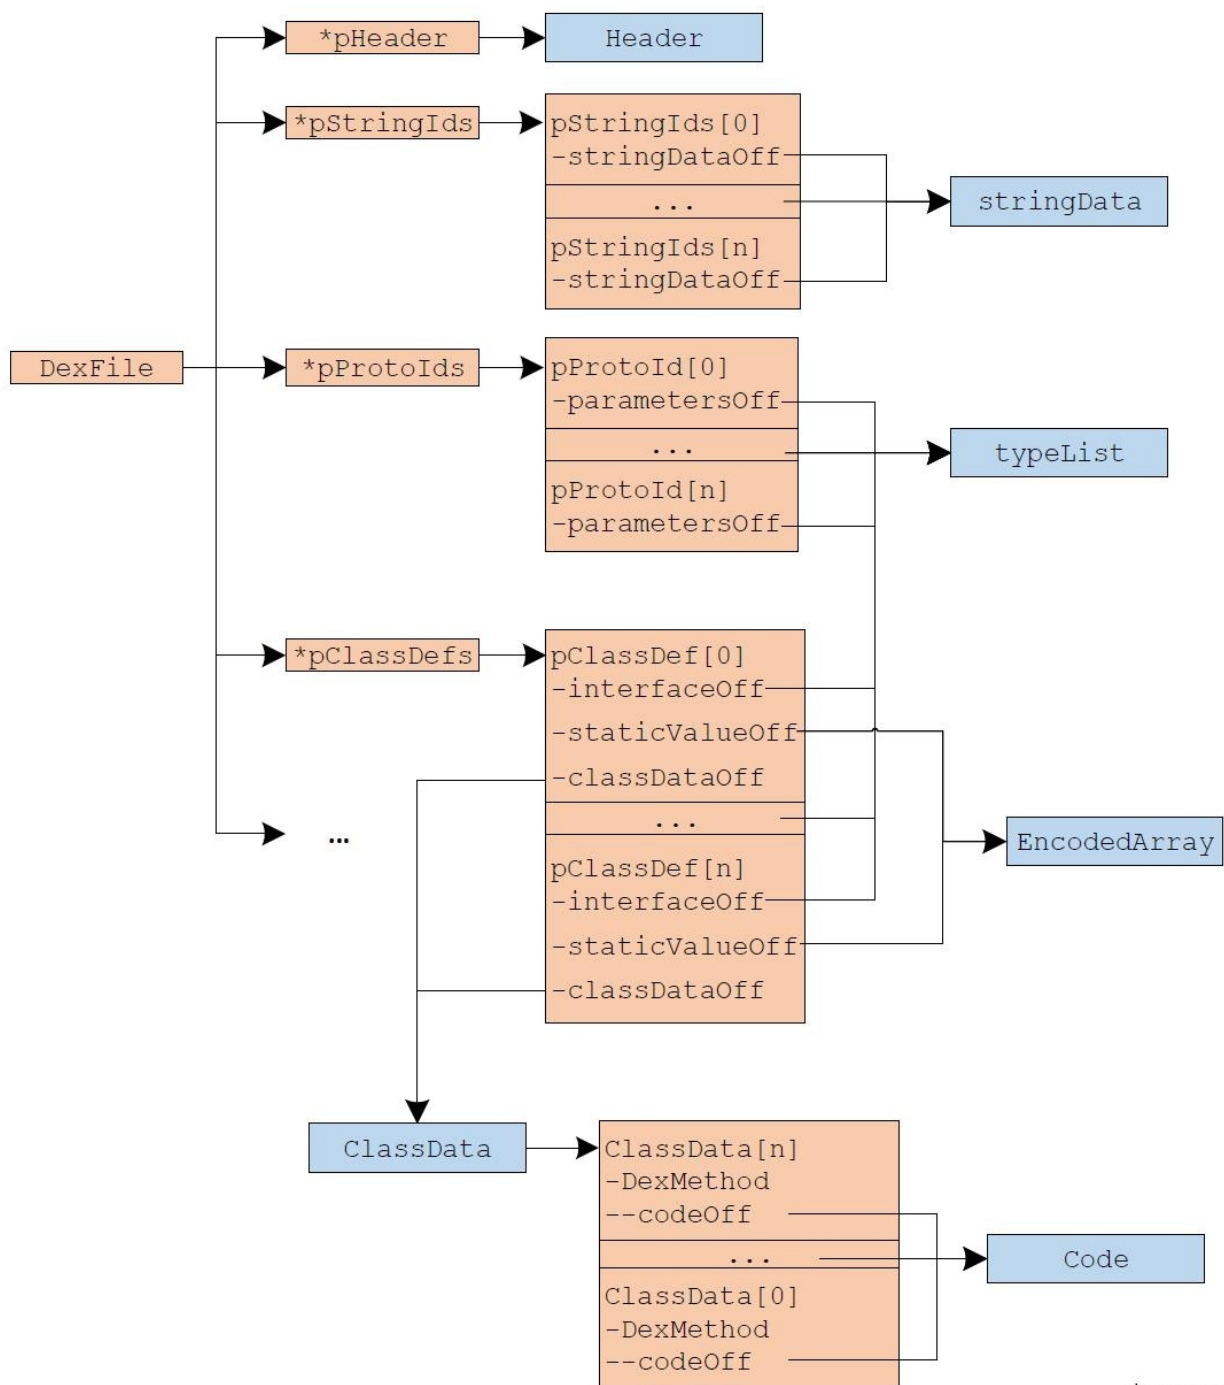 *pHeader
Header
*pStringIds
pStringIds[0]
-stringDataOff
...
pStringIds[n]
-stringDataOff
stringData
DexFile
*pProtoIds
pProtoId[0]
-parametersOff
...
pProtoId[n]
-parametersOff
typeList
*pClassDefs
pClassDef[0]
-interfaceOff
-staticValueOff
-classDataOff
...
pClassDef[n]
-interfaceOff
-staticValueOff
-classDataOff
...
EncodedArray
ClassData
ClassData[n]
-DexMethod
--codeOff
...
ClassData[0]
-DexMethod
--codeOff
Code